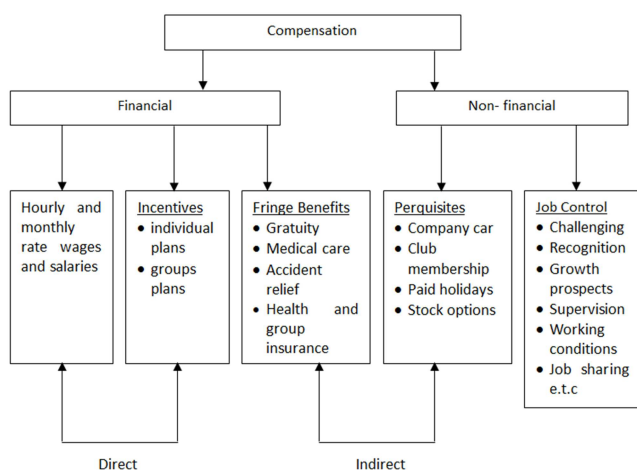 Compensation
Financial
Non- financial
Hourly and
monthly
rate wages
and salaries
Incentives
● individual
plans
● groups
plans
Fringe Benefits
● Gratuity
● Medical care
● Accident
relief
● Health and
group
insurance
Perquisites
● Company car
● Club
membership
● Paid holidays
● Stock options
Job Control
● Challenging
● Recognition
● Growth
prospects
● Supervision
● Working
conditions
● Job sharing
e.t.c
Direct
Indirect